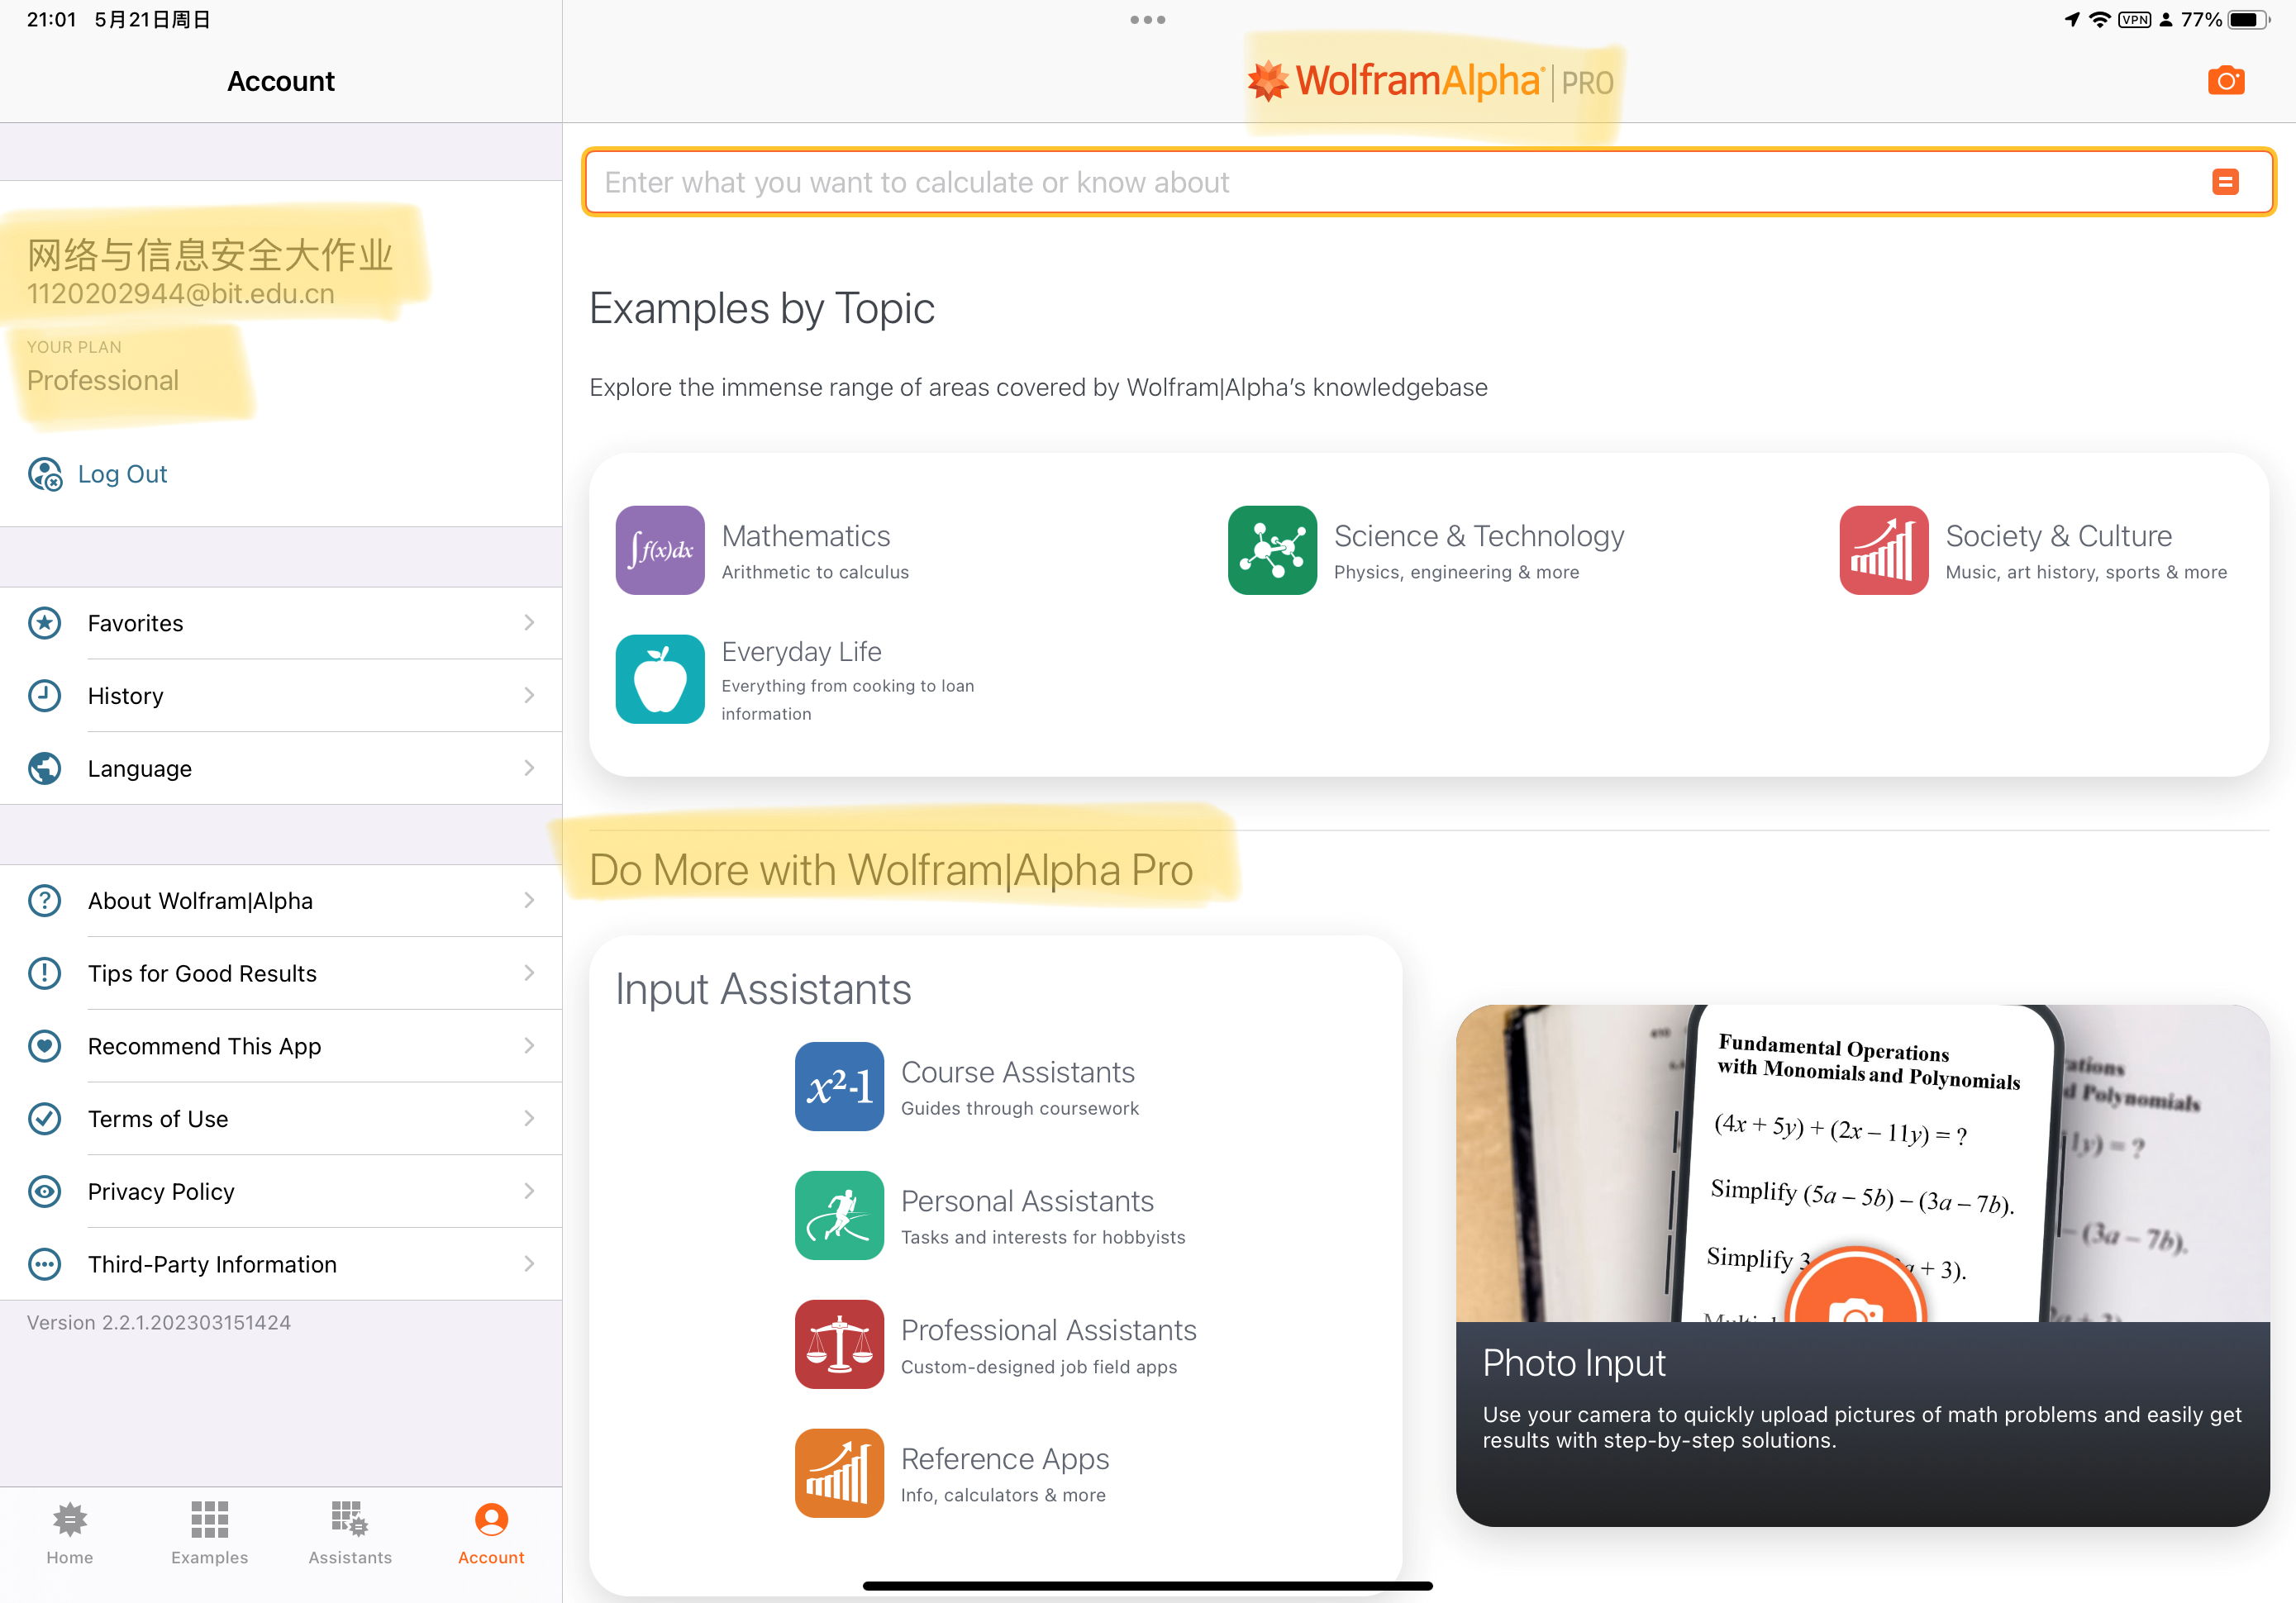 21:01 5月21日周日
VPN 77%
Account
WolframAlpha PRO
网络与信息安全大作业
1120202944@bit.edu.cn
YOUR PLAN
Professional
Log Out
Favorites
History
Language
About Wolfram|Alpha
Tips for Good Results
Recommend This App
Terms of Use
Privacy Policy
Third-Party Information
Version 2.2.1.202303151424
Home
Examples
Assistants
Account
Enter what you want to calculate or know about
Examples by Topic
Explore the immense range of areas covered by Wolfram|Alpha’s knowledgebase
∫f(x)dx
Mathematics
Arithmetic to calculus
Science & Technology
Physics, engineering & more
Society & Culture
Music, art history, sports & more
Everyday Life
Everything from cooking to loan
information
Do More with Wolfram|Alpha Pro
Input Assistants
x²-1
Course Assistants
Guides through coursework
Personal Assistants
Tasks and interests for hobbyists
Professional Assistants
Custom-designed job field apps
Reference Apps
Info, calculators & more
Fundamental Operations
with Monomials and Polynomials
(4x + 5y) + (2x – 11y) = ?
Simplify (5a – 5b) – (3a – 7b).
Simplify 3 a + 3).
d Polynomials
1y) = ?
– (3a – 7b).
Photo Input
Use your camera to quickly upload pictures of math problems and easily get
results with step-by-step solutions.